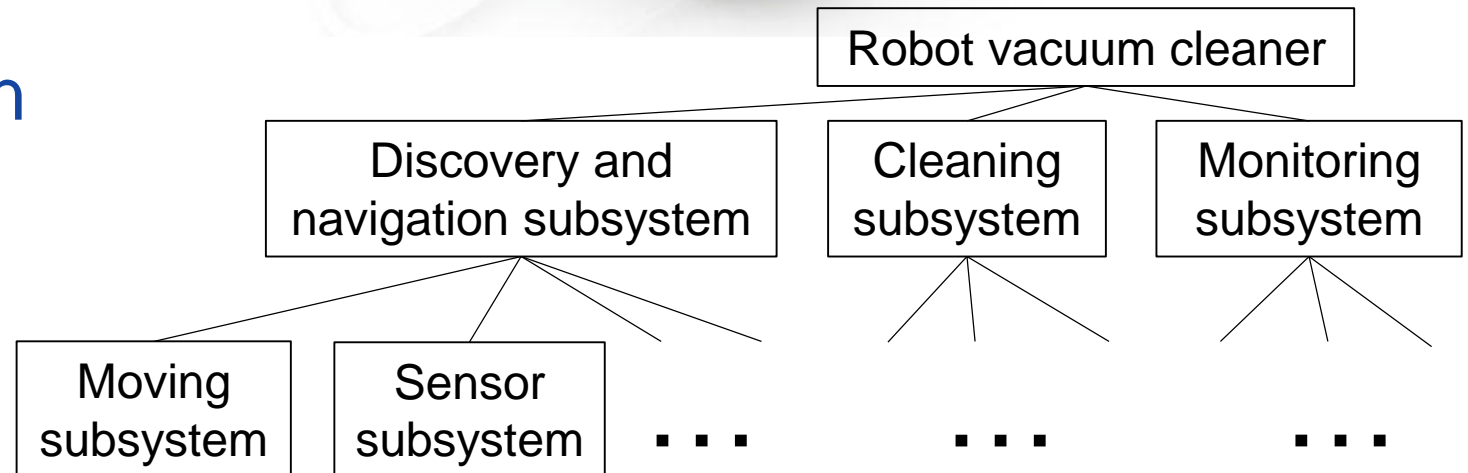 Robot vacuum cleaner
n
Discovery and
navigation subsystem
Cleaning
subsystem
Monitoring
subsystem
Moving
subsystem
Sensor
subsystem
...
...
...